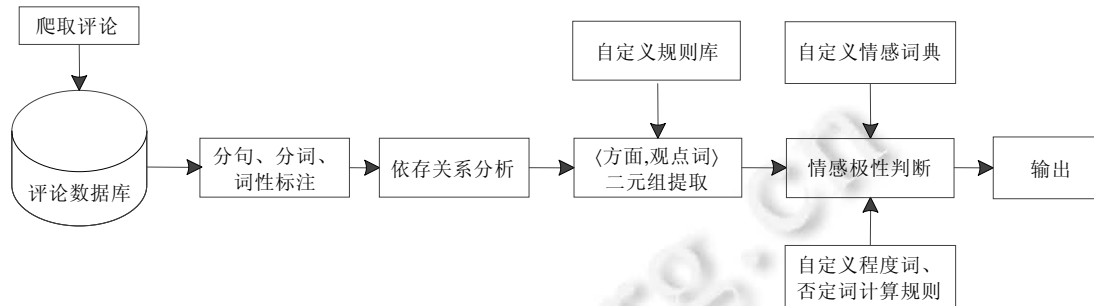 爬取评论
评论数据库
分句、分词、
词性标注
依存关系分析
自定义规则库
〈方面,观点词〉
二元组提取
自定义情感词典
情感极性判断
自定义程度词、
否定词计算规则
输出